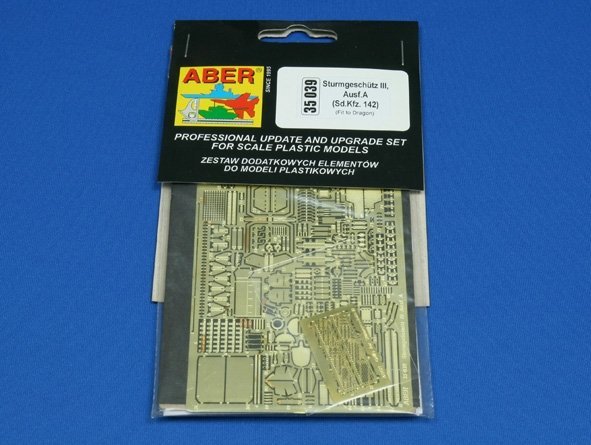 ABER®
SINCE 1995
35 039
Sturmgeschütz III,
Ausf.A
(Sd.Kfz. 142)
(Fit to Dragon)
PROFESSIONAL UPDATE AND UPGRADE SET
FOR SCALE PLASTIC MODELS
ZESTAW DODATKOWYCH ELEMENTÓW
DO MODELI PLASTIKOWYCH